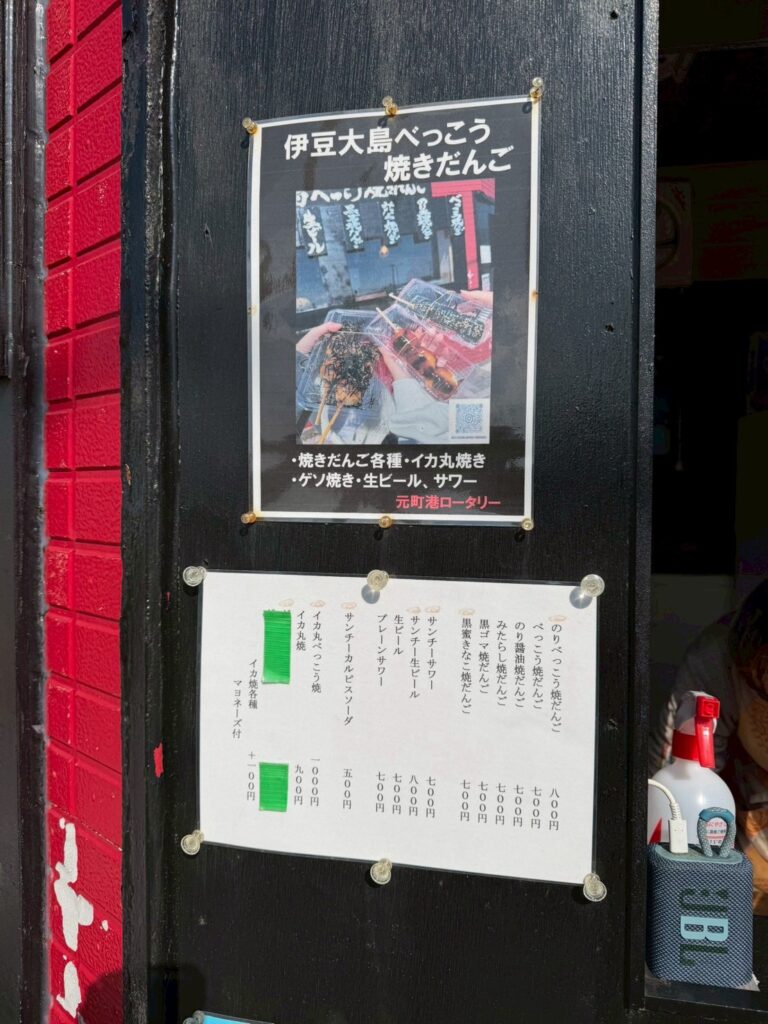 伊豆大島べっこう
焼きだんご
・焼きだんご各種・イカ丸焼き
・ゲソ焼き・生ビール、サワー
元町港ロータリー
のりべっこう焼だんご 八〇〇円
べっこう焼だんご 七〇〇円
のり醤油焼だんご 七〇〇円
みたらし焼だんご 七〇〇円
黒ゴマ焼だんご 七〇〇円
黒蜜きなこ焼だんご 七〇〇円
サンチーサワー 七〇〇円
サンチー生ビール 八〇〇円
生ビール 七〇〇円
プレーンサワー 七〇〇円
サンチーカルピスソーダ 五〇〇円
イカ丸べっこう焼 一〇〇〇円
イカ丸焼 九〇〇円
イカ焼各種
マヨネーズ付 +一〇〇円
JBL